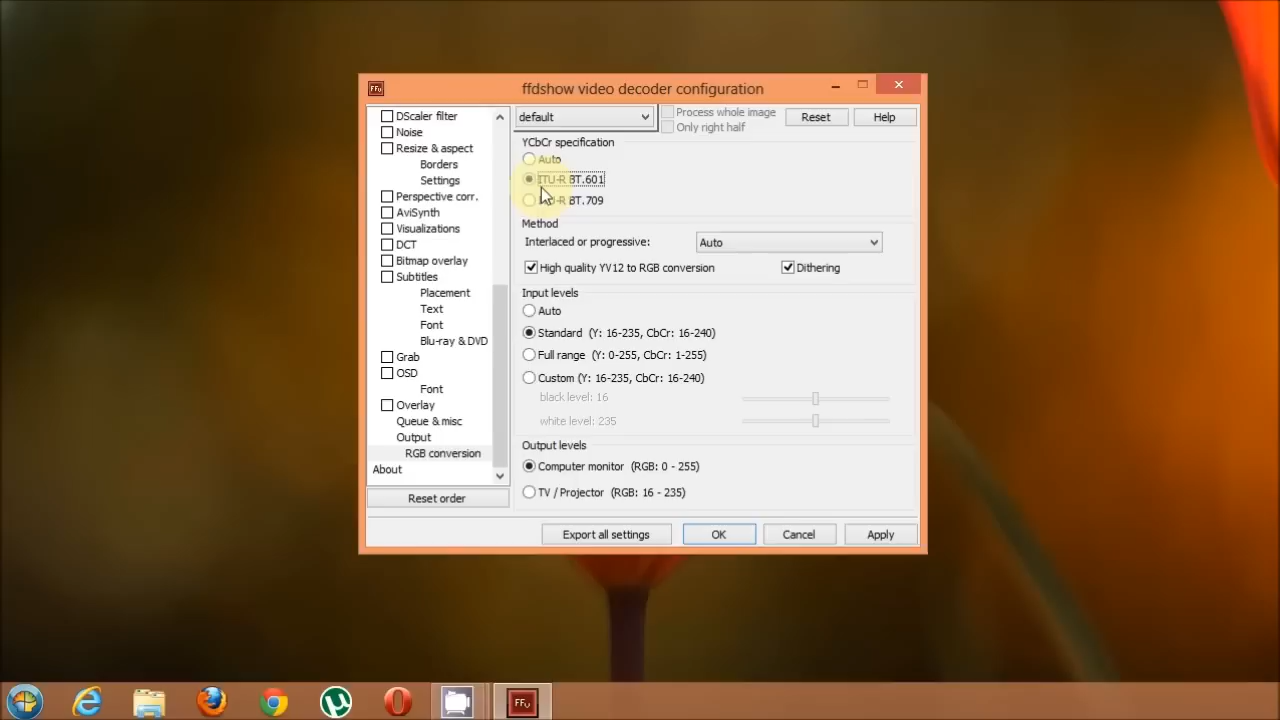 FFv
ffdshow video decoder configuration
DScaler filter
Noise
Resize & aspect
Borders
Settings
Perspective corr.
AviSynth
Visualizations
DCT
Bitmap overlay
Subtitles
Placement
Text
Font
Blu-ray & DVD
Grab
OSD
Font
Overlay
Queue & misc
Output
RGB conversion
About
Reset order
default
Process whole image
Only right half
Reset
Help
YCbCr specification
Auto
ITU-R BT.601
ITU-R BT.709
Method
Interlaced or progressive:
Auto
High quality YV12 to RGB conversion
Dithering
Input levels
Auto
Standard (Y: 16-235, CbCr: 16-240)
Full range (Y: 0-255, CbCr: 1-255)
Custom (Y: 16-235, CbCr: 16-240)
black level: 16
white level: 235
Output levels
Computer monitor (RGB: 0 - 255)
TV / Projector (RGB: 16 - 235)
Export all settings
OK
Cancel
Apply
FFv